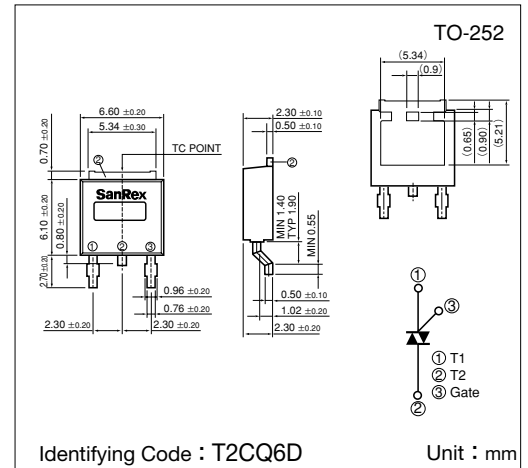 TO-252
(5.34)
(0.9)
(0.65)
(0.90)
(5.21)
6.60 ±0.20
5.34 ±0.30
0.70 ±0.20
②
TC POINT
SanRex
6.10 ±0.20
0.80 ±0.20
① ② ③
2.70 ±0.20
0.96 ±0.20
0.76 ±0.20
2.30 ±0.20
2.30 ±0.20
2.30 ±0.10
0.50 ±0.10
②
MIN 1.40
TYP 1.90
MIN 0.55
0.50 ±0.10
1.02 ±0.20
2.30 ±0.20
①
③
②
① T1
② T2
③ Gate
Identifying Code : T2CQ6D
Unit : mm